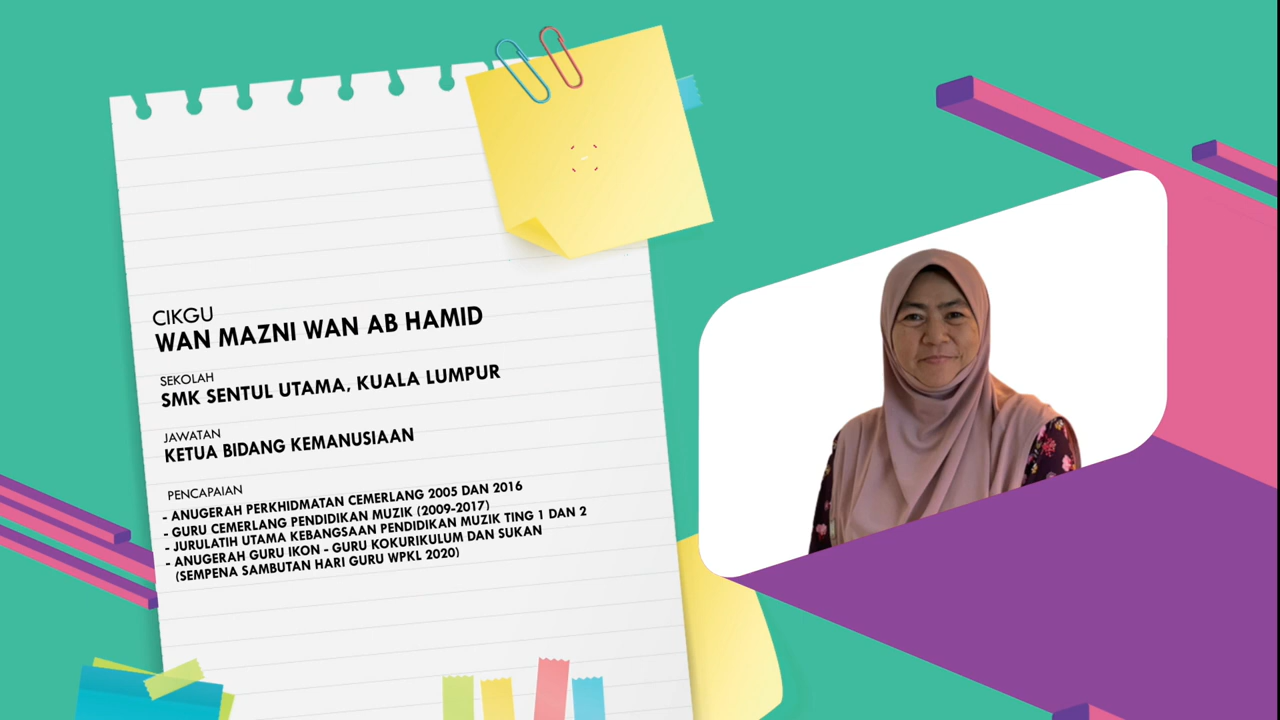 CIKGU
WAN MAZNI WAN AB HAMID
SEKOLAH
SMK SENTUL UTAMA, KUALA LUMPUR
JAWATAN
KETUA BIDANG KEMANUSIAAN
PENCAPAIAN
- ANUGERAH PERKHIDMATAN CEMERLANG 2005 DAN 2016
- GURU CEMERLANG PENDIDIKAN MUZIK (2009-2017)
- JURULATIH UTAMA KEBANGSAAN PENDIDIKAN MUZIK TING 1 DAN 2
- ANUGERAH GURU IKON - GURU KOKURIKULUM DAN SUKAN
(SEMPENA SAMBUTAN HARI GURU WPKL 2020)